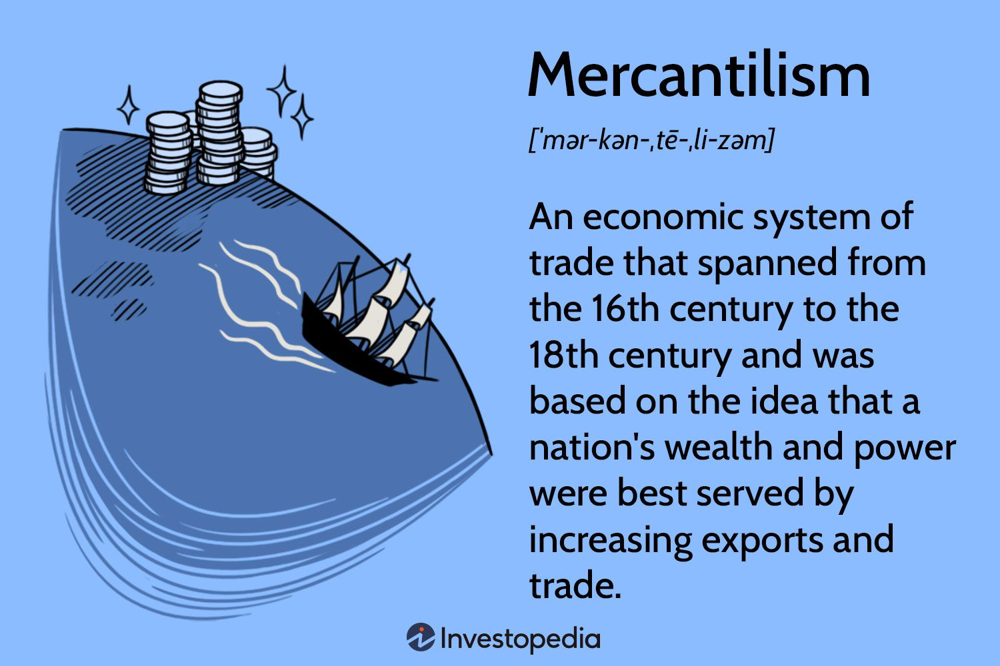 Mercantilism
[ˈmər-kən-ˌtē-ˌli-zəm]
An economic system of
trade that spanned from
the 16th century to the
18th century and was
based on the idea that a
nation's wealth and power
were best served by
increasing exports and
trade.
Investopedia